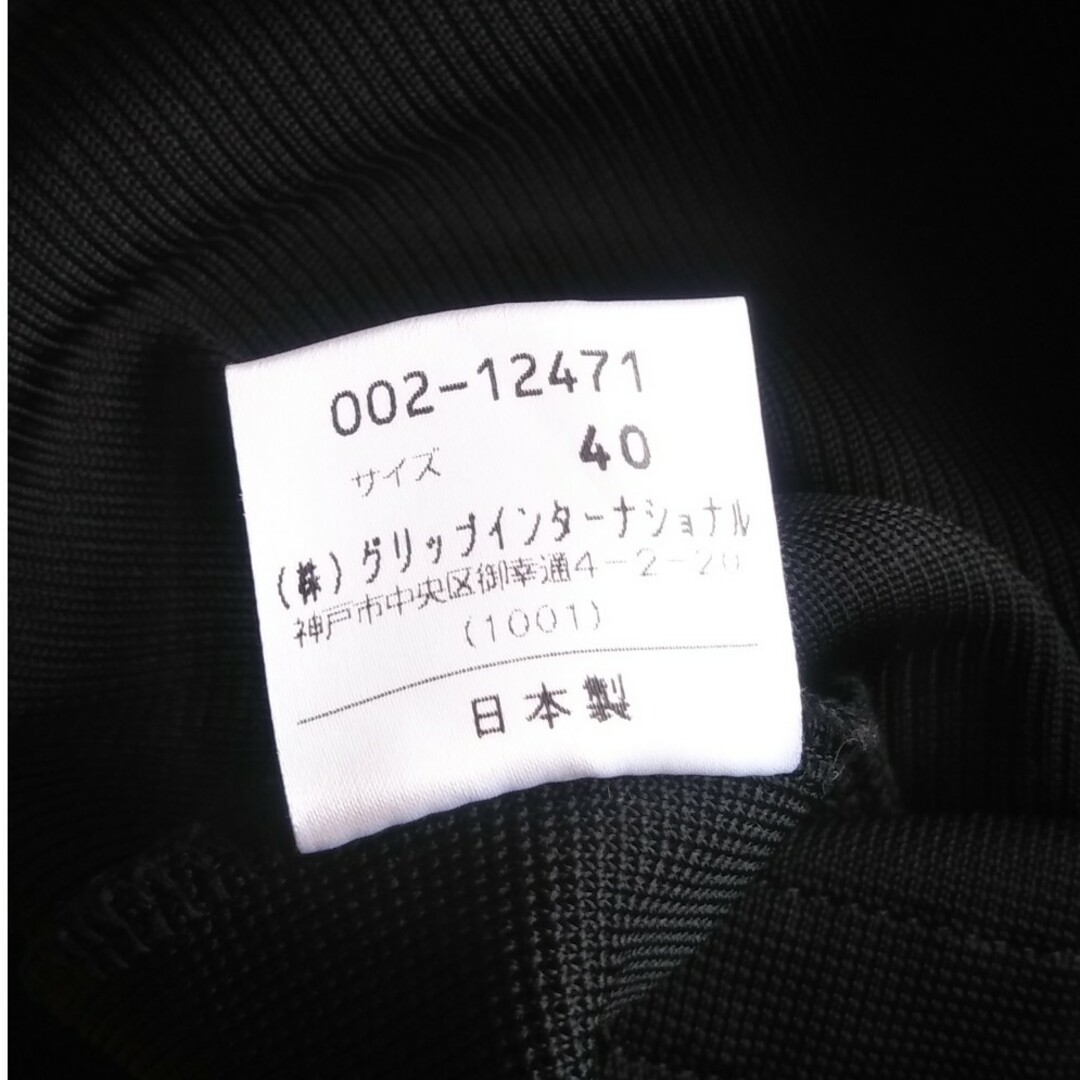 002-12471
サイズ 40
(株)グリップインターナショナル
神戸市中央区御幸通4-2-20
(1001)
日本製